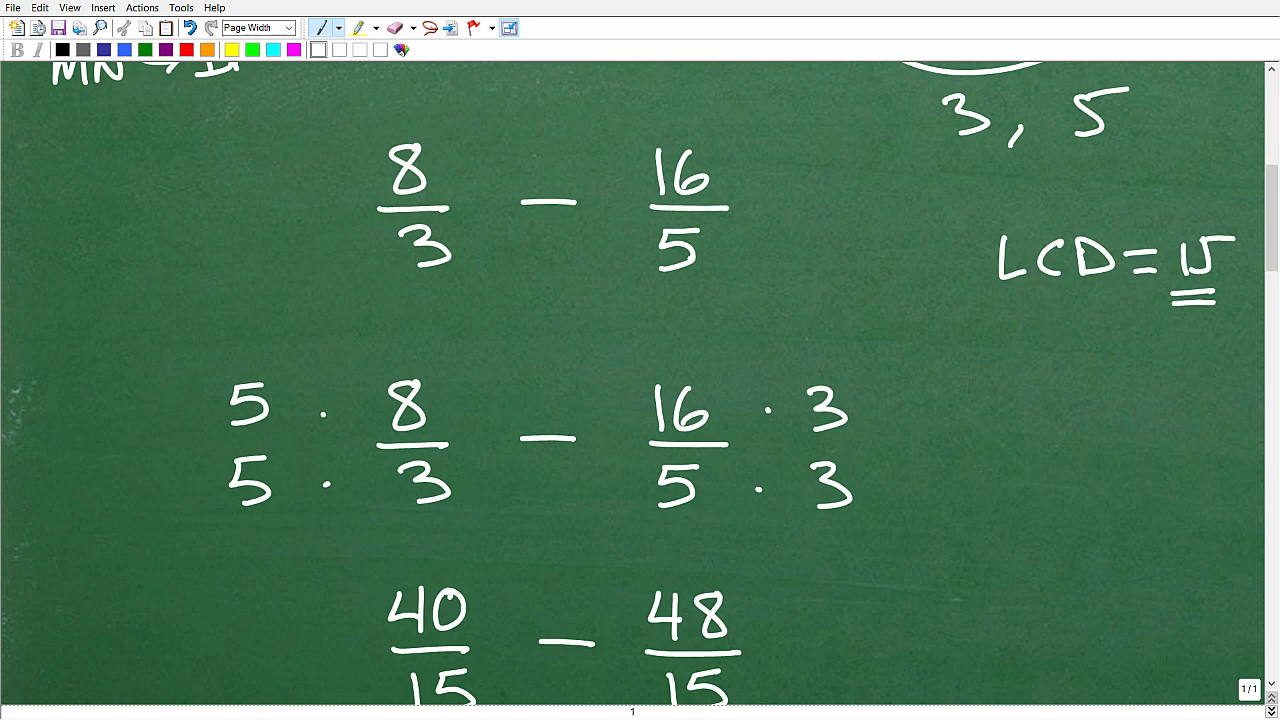 File Edit View Insert Actions Tools Help
Page Width
B I
3, 5
8/3 — 16/5
LCD = 15
5 · 8 — 16 · 3
5 · 3 5 · 3
40/15 — 48/15
1/1
1